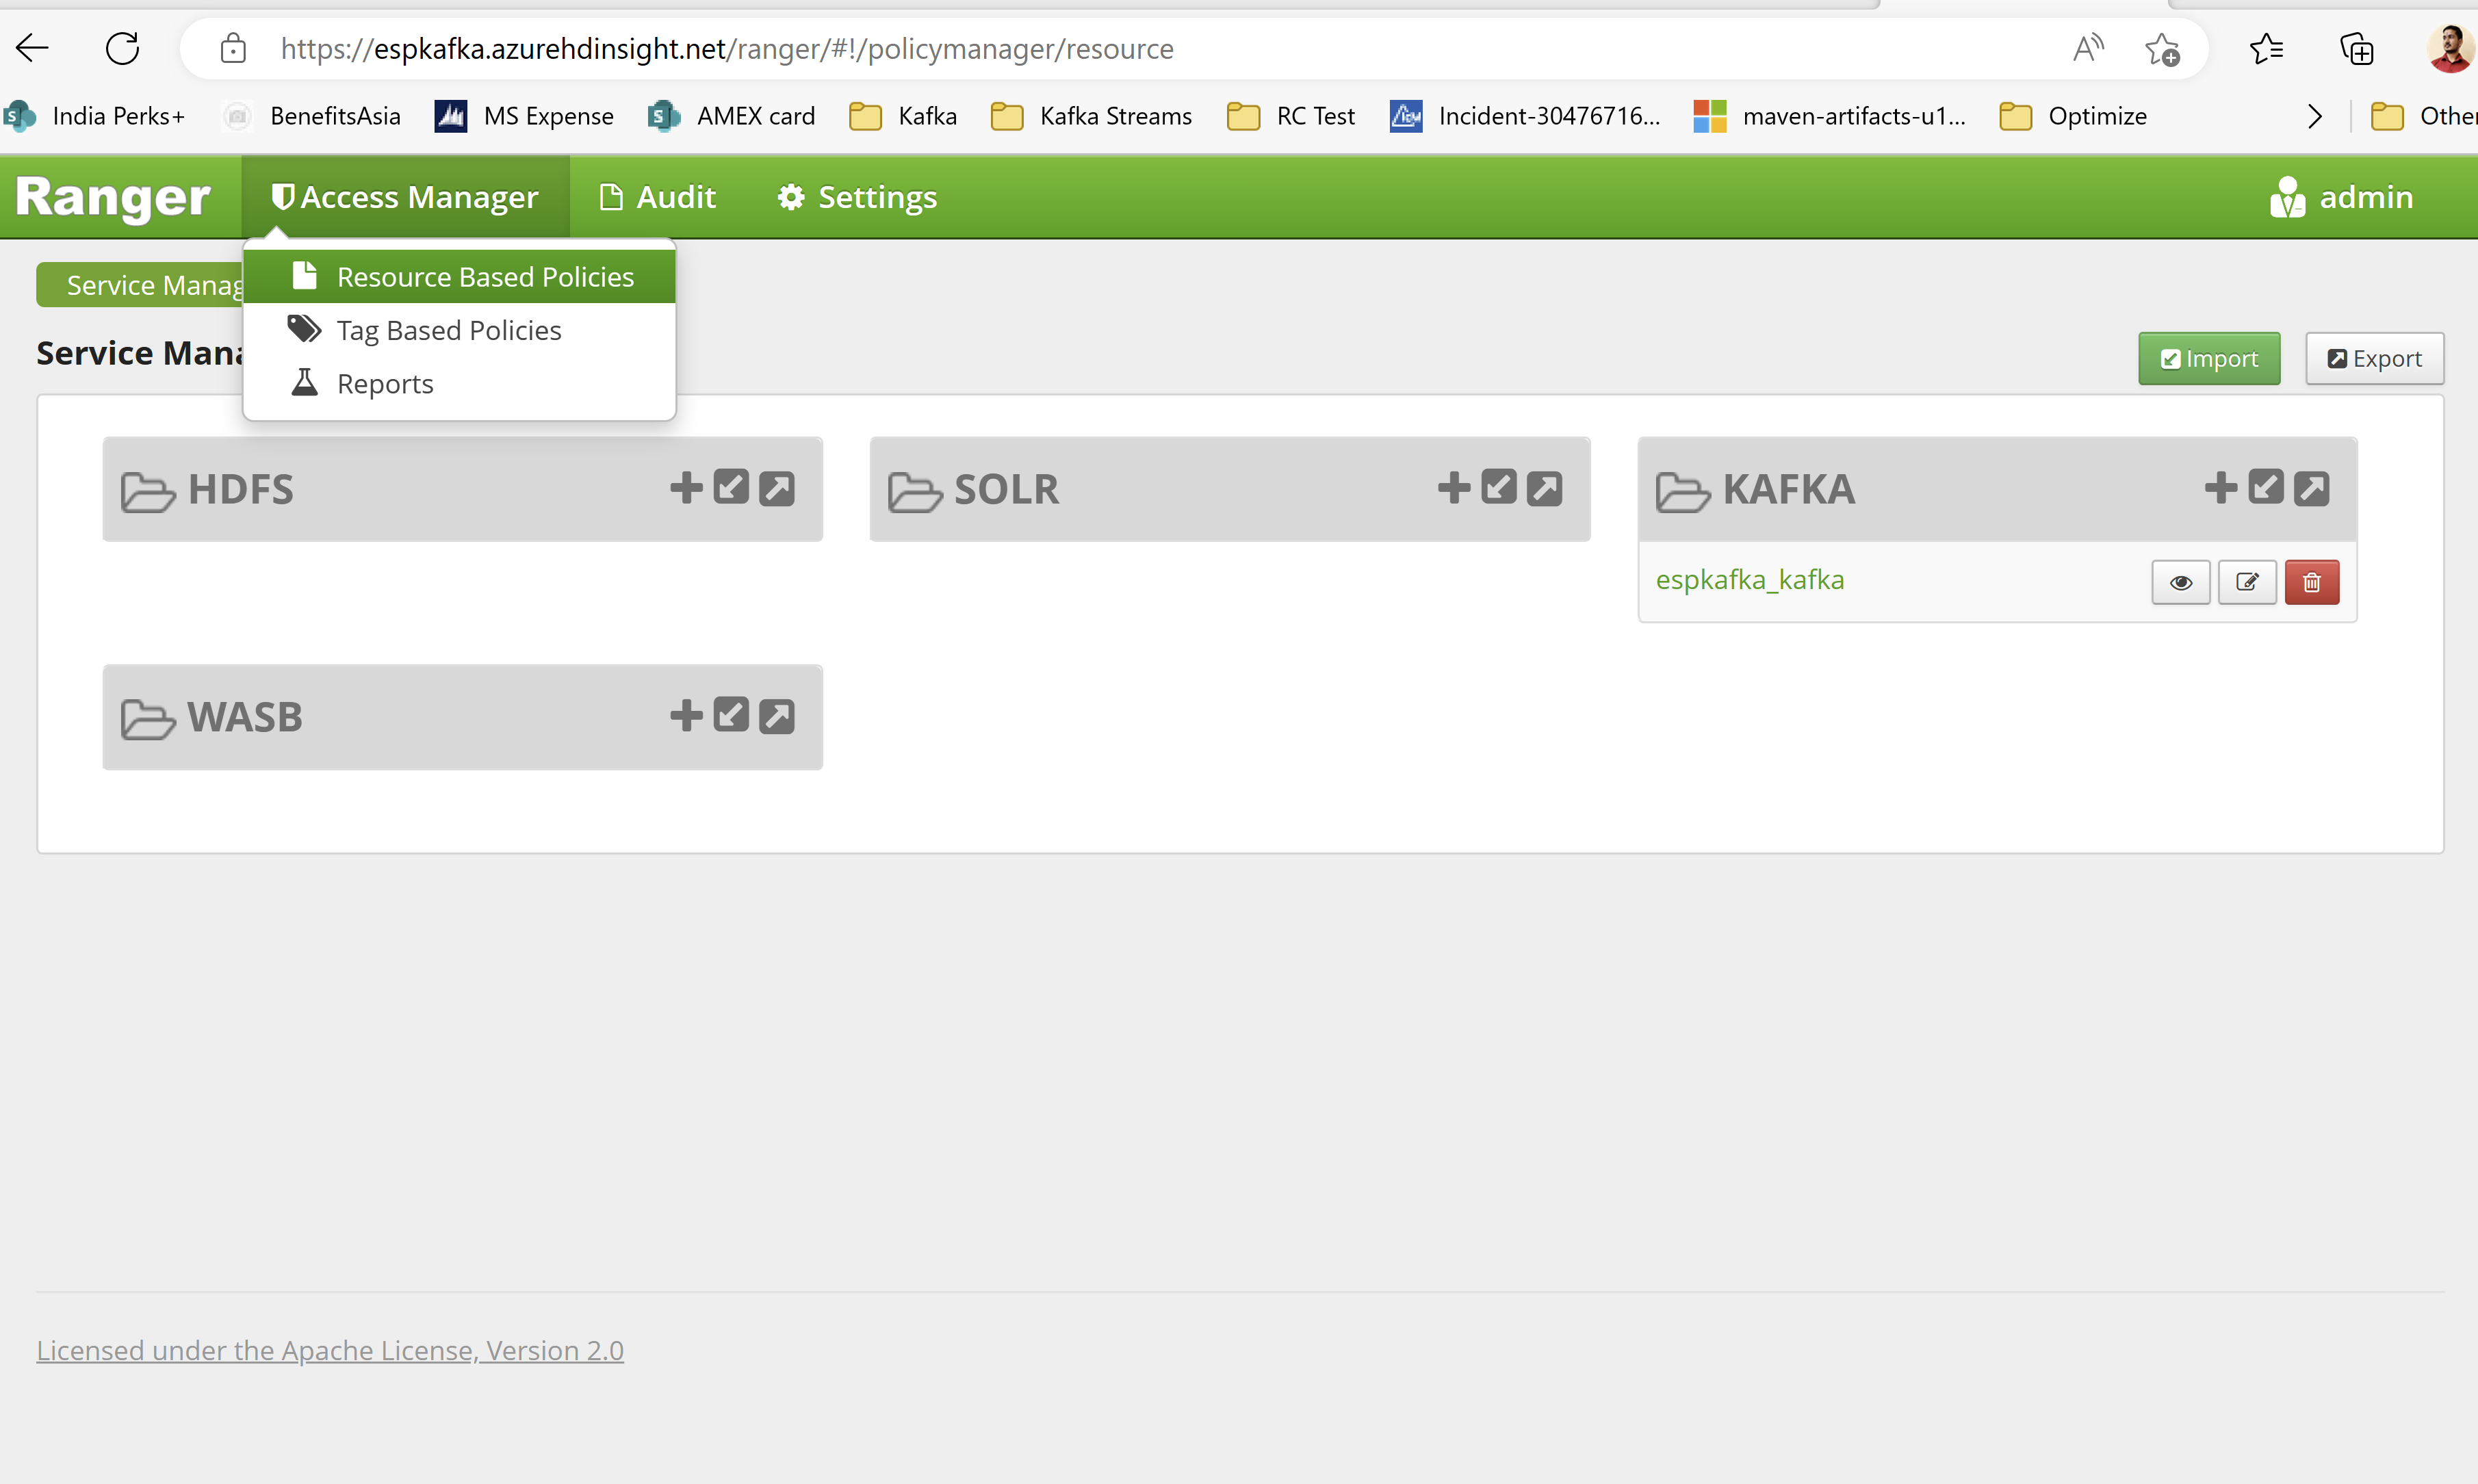 https://espkafka.azurehdinsight.net/ranger/#!/policymanager/resource
India Perks+ BenefitsAsia MS Expense AMEX card Kafka Kafka Streams RC Test Incident-30476716... maven-artifacts-u1... Optimize Other
Ranger Access Manager Audit Settings admin
Service Manag
Resource Based Policies
Tag Based Policies
Reports
Service Mana
Import Export
HDFS SOLR KAFKA
espkafka_kafka
WASB
Licensed under the Apache License, Version 2.0